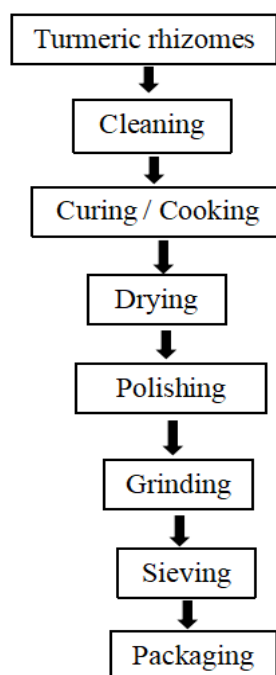 Turmeric rhizomes
Cleaning
Curing / Cooking
Drying
Polishing
Grinding
Sieving
Packaging